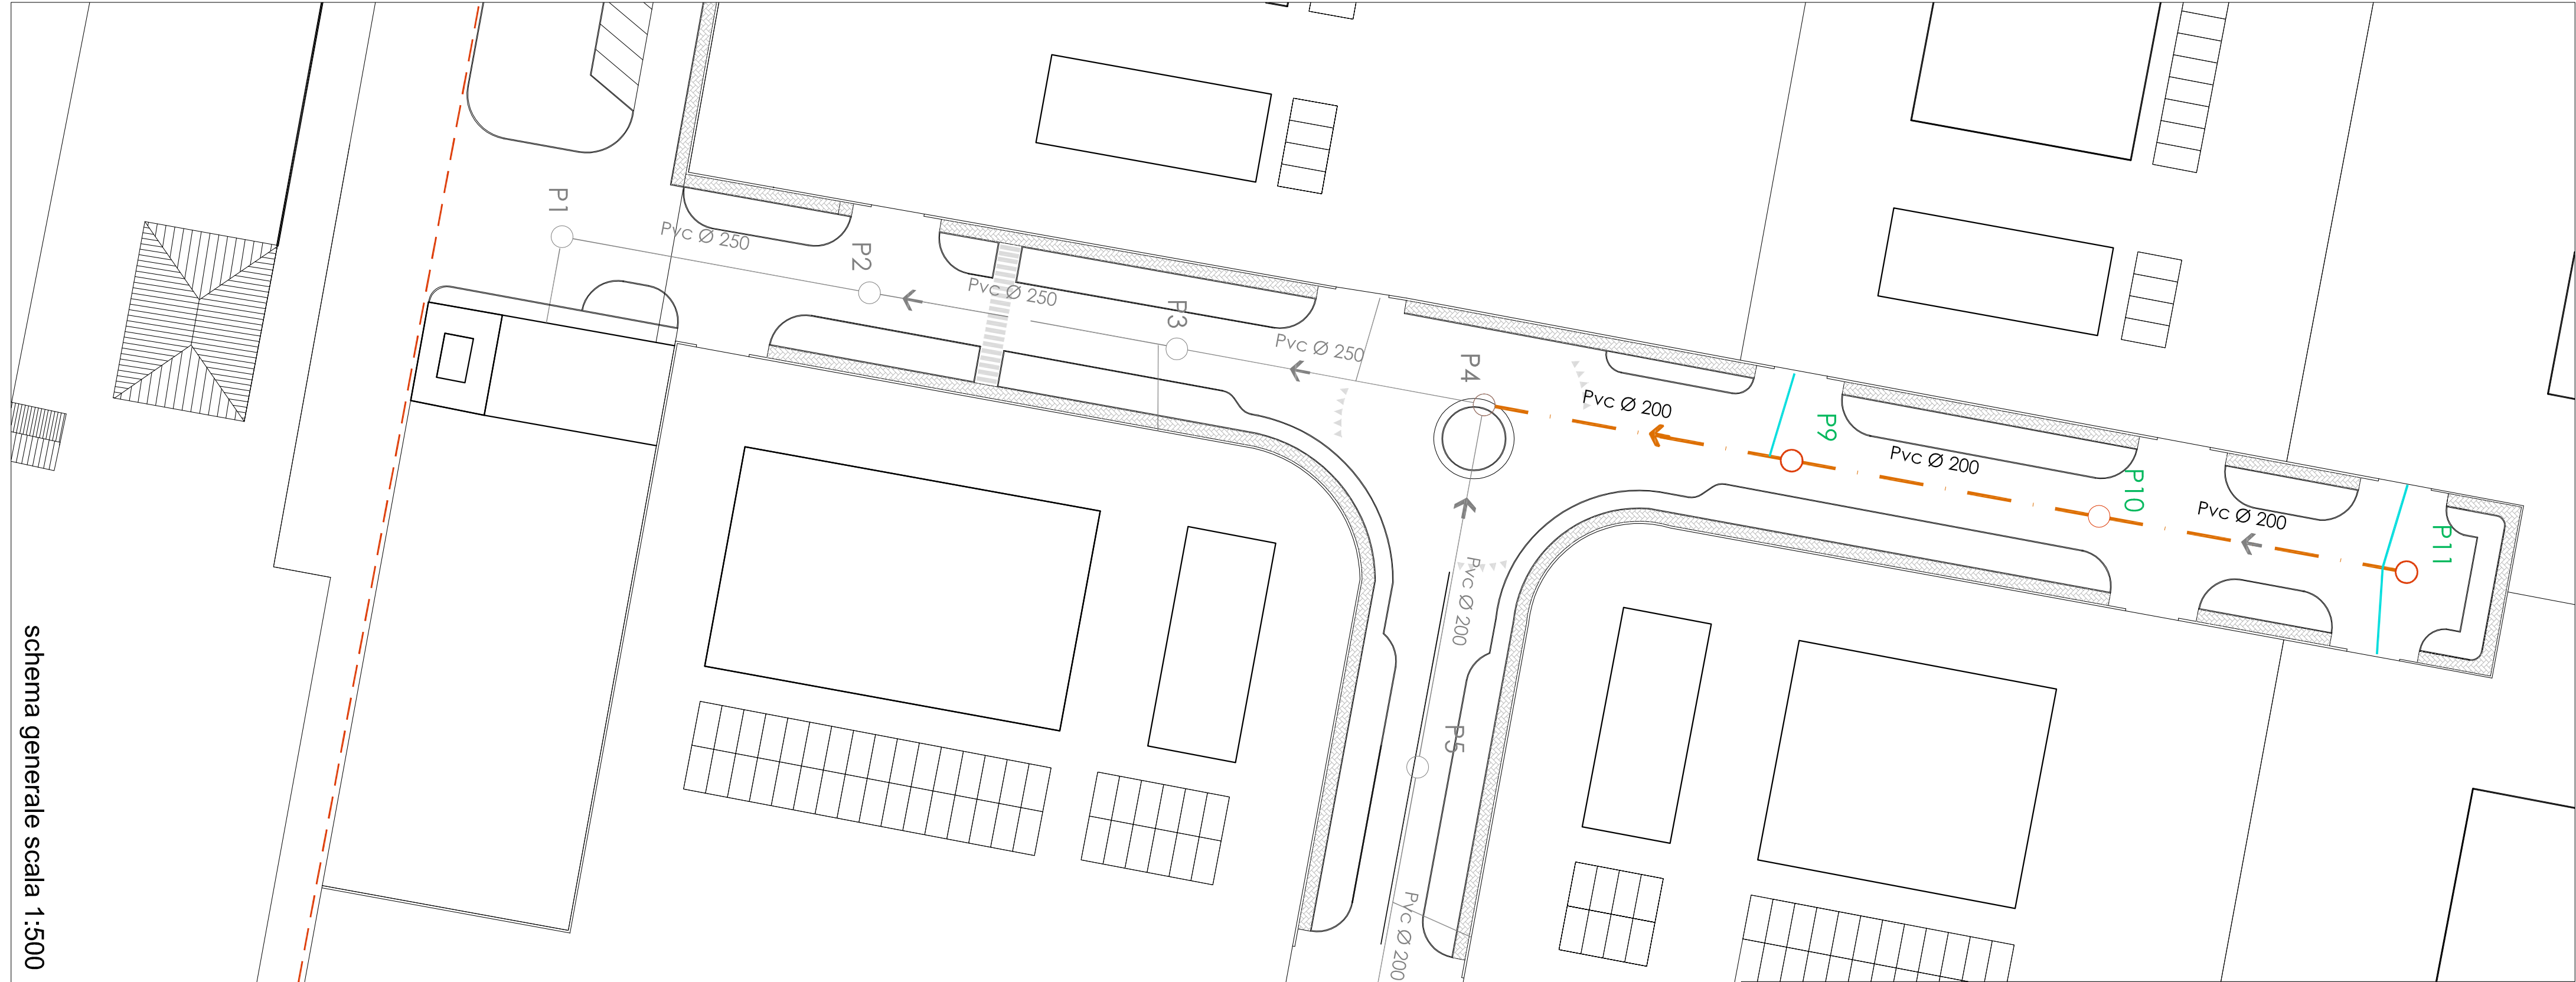 P1
Pvc Ø 250
P2
Pvc Ø 250
P3
Pvc Ø 250
P4
Pvc Ø 200
P9
Pvc Ø 200
P10
Pvc Ø 200
P11
Pvc Ø 200
P5
Pvc Ø 200
schema generale scala 1:500